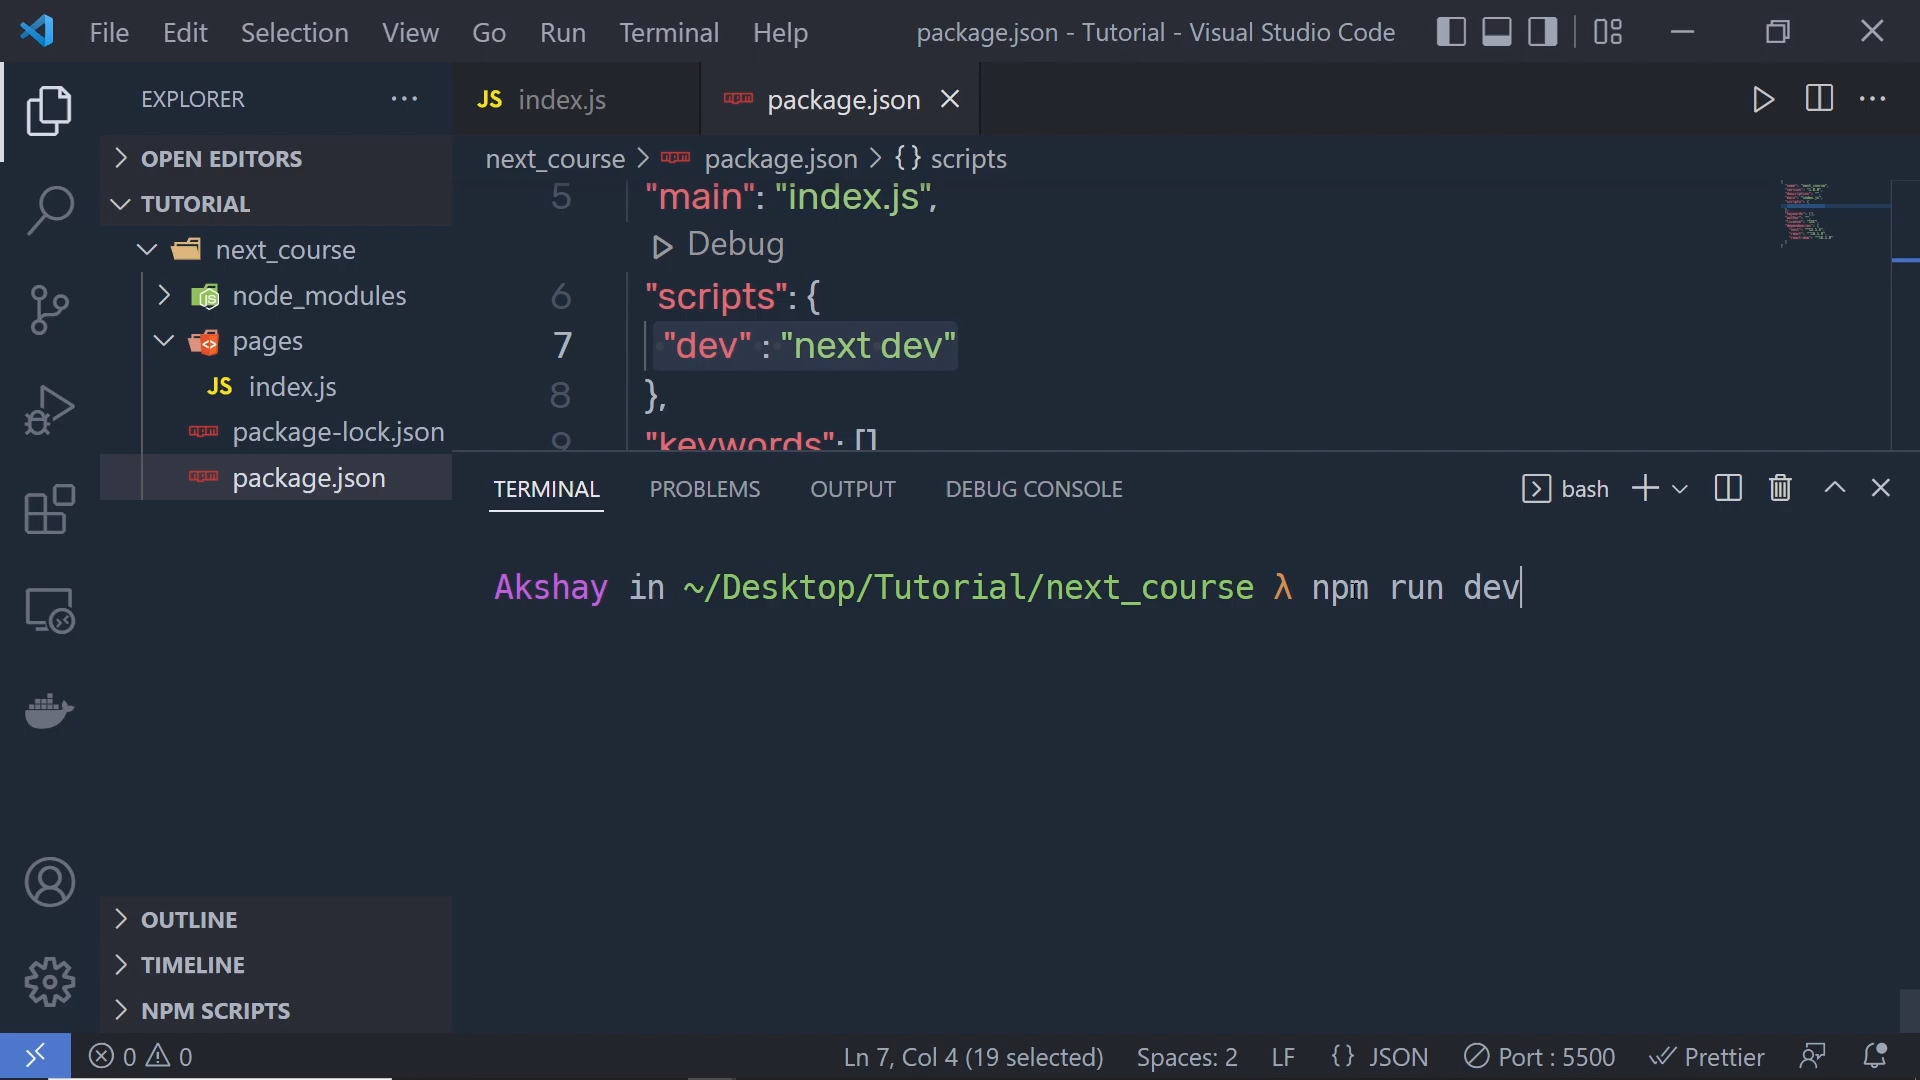 File Edit Selection View Go Run Terminal Help package.json - Tutorial - Visual Studio Code
EXPLORER
JS index.js
package.json
OPEN EDITORS
TUTORIAL
next_course
node_modules
pages
JS index.js
package-lock.json
package.json
next_course > package.json > {} scripts
5 "main": "index.js",
Debug
6 "scripts": {
7 "dev" : "next dev"
8 },
9 "keywords": []
TERMINAL PROBLEMS OUTPUT DEBUG CONSOLE bash
Akshay in ~/Desktop/Tutorial/next_course λ npm run dev
OUTLINE
TIMELINE
NPM SCRIPTS
0 0 Ln 7, Col 4 (19 selected) Spaces: 2 LF {} JSON Port : 5500 Prettier